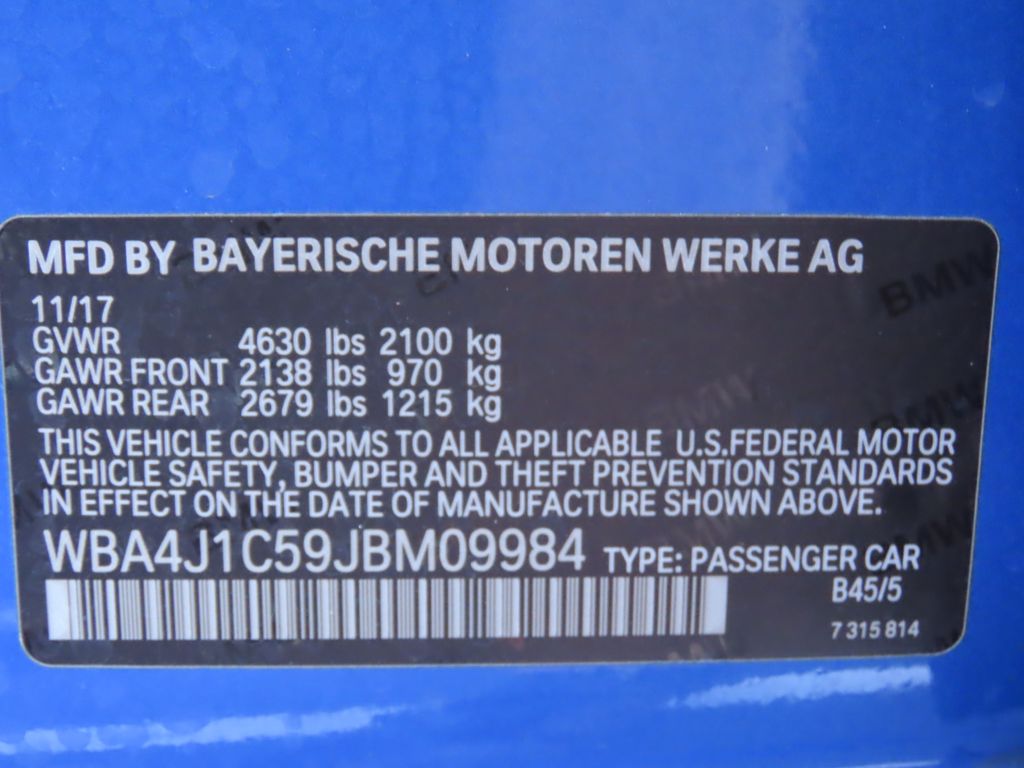 MFD BY BAYERISCHE MOTOREN WERKE AG
11/17
GVWR 4630 lbs 2100 kg
GAWR FRONT 2138 lbs 970 kg
GAWR REAR 2679 lbs 1215 kg
THIS VEHICLE CONFORMS TO ALL APPLICABLE U.S.FEDERAL MOTOR
VEHICLE SAFETY, BUMPER AND THEFT PREVENTION STANDARDS
IN EFFECT ON THE DATE OF MANUFACTURE SHOWN ABOVE.
WBA4J1C59JBM09984 TYPE: PASSENGER CAR
B45/5
7 315 814
BMW
BMW
BMW